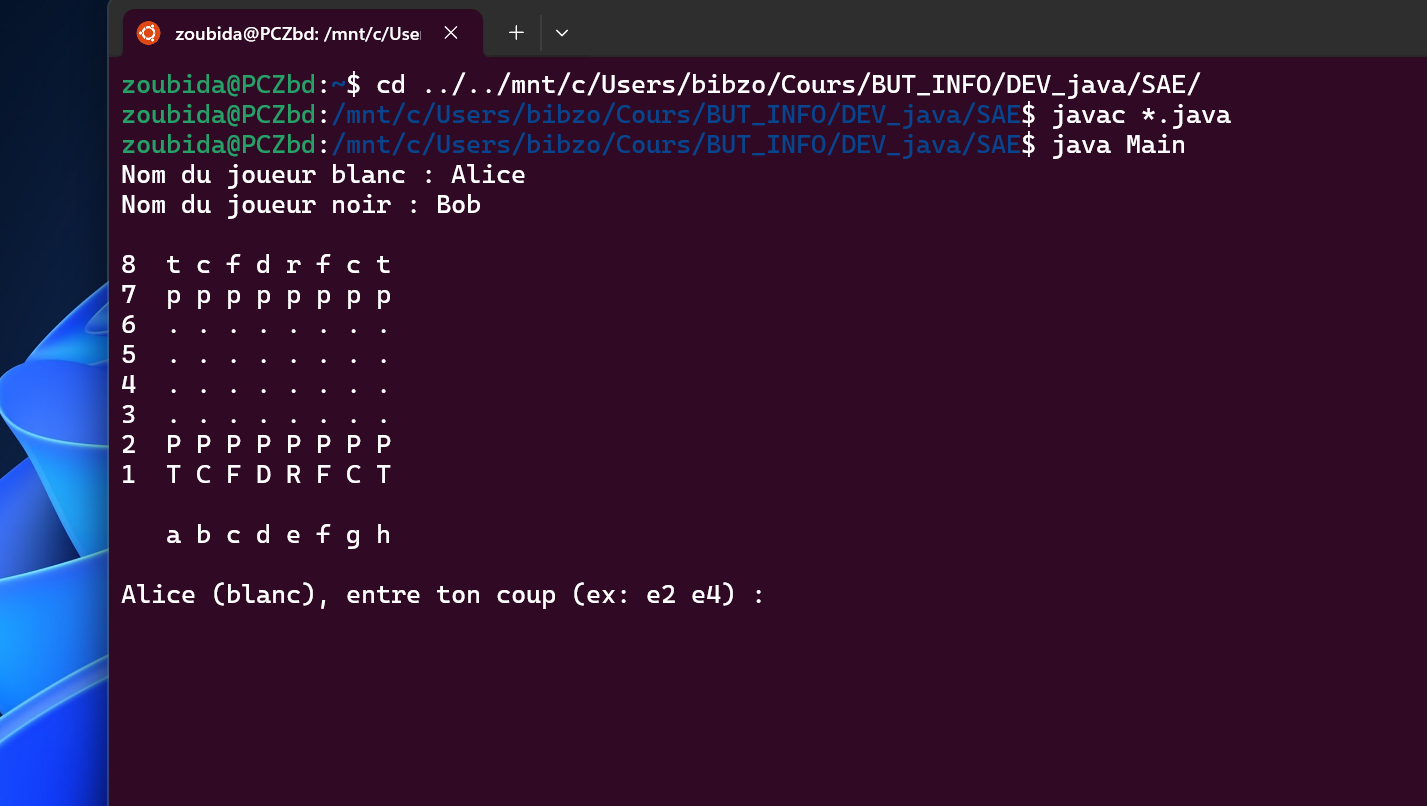 zoubida@PCZbd: /mnt/c/Use
zoubida@PCZbd:~$ cd ../../mnt/c/Users/bibzo/Cours/BUT_INFO/DEV_java/SAE/
zoubida@PCZbd:/mnt/c/Users/bibzo/Cours/BUT_INFO/DEV_java/SAE$ javac *.java
zoubida@PCZbd:/mnt/c/Users/bibzo/Cours/BUT_INFO/DEV_java/SAE$ java Main
Nom du joueur blanc : Alice
Nom du joueur noir : Bob
8  t c f d r f c t
7  p p p p p p p p
6  . . . . . . . .
5  . . . . . . . .
4  . . . . . . . .
3  . . . . . . . .
2  P P P P P P P P
1  T C F D R F C T
a b c d e f g h
Alice (blanc), entre ton coup (ex: e2 e4) :